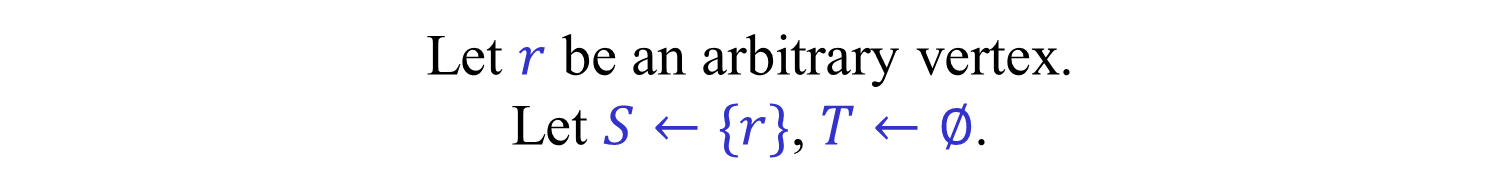 Let r be an arbitrary vertex.
Let S ← {r}, T ← ∅.